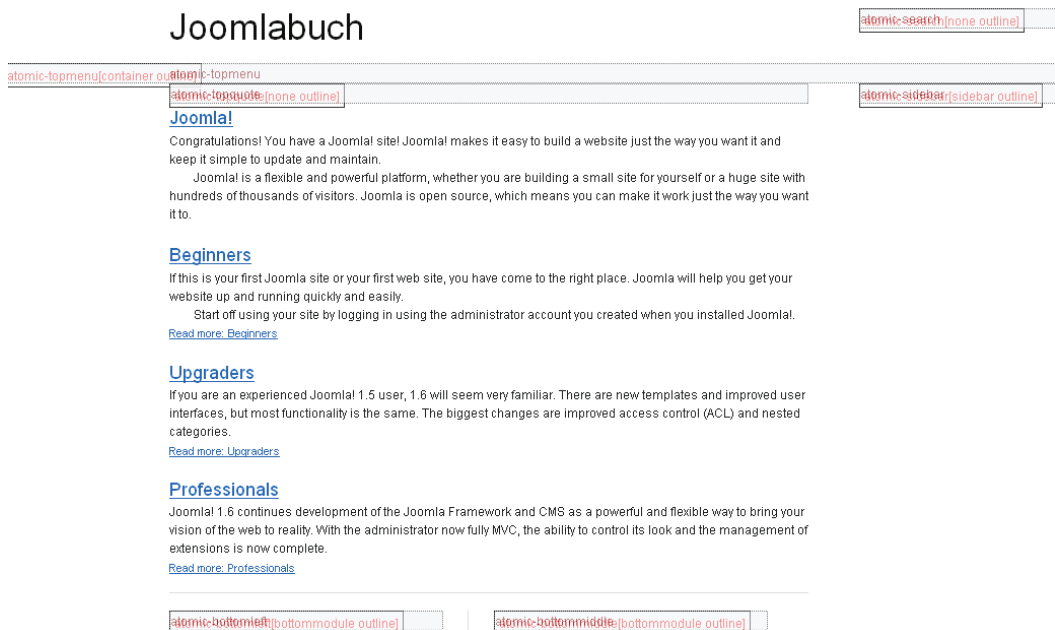 Joomlabuch
atomic-search
atomic-search[none outline]
atomic-topmenu[container outline]
atomic-topmenu
atomic-topquote
atomic-topquote[none outline]
atomic-sidebar
atomic-sidebar[sidebar outline]
Joomla!
Congratulations! You have a Joomla! site! Joomla! makes it easy to build a website just the way you want it and
keep it simple to update and maintain.
Joomla! is a flexible and powerful platform, whether you are building a small site for yourself or a huge site with
hundreds of thousands of visitors. Joomla is open source, which means you can make it work just the way you want
it to.
Beginners
If this is your first Joomla site or your first web site, you have come to the right place. Joomla will help you get your
website up and running quickly and easily.
Start off using your site by logging in using the administrator account you created when you installed Joomla!.
Read more: Beginners
Upgraders
If you are an experienced Joomla! 1.5 user, 1.6 will seem very familiar. There are new templates and improved user
interfaces, but most functionality is the same. The biggest changes are improved access control (ACL) and nested
categories.
Read more: Upgraders
Professionals
Joomla! 1.6 continues development of the Joomla Framework and CMS as a powerful and flexible way to bring your
vision of the web to reality. With the administrator now fully MVC, the ability to control its look and the management of
extensions is now complete.
Read more: Professionals
atomic-bottomleft
atomic-bottomleft[bottommodule outline]
atomic-bottommiddle
atomic-bottommiddle[bottommodule outline]